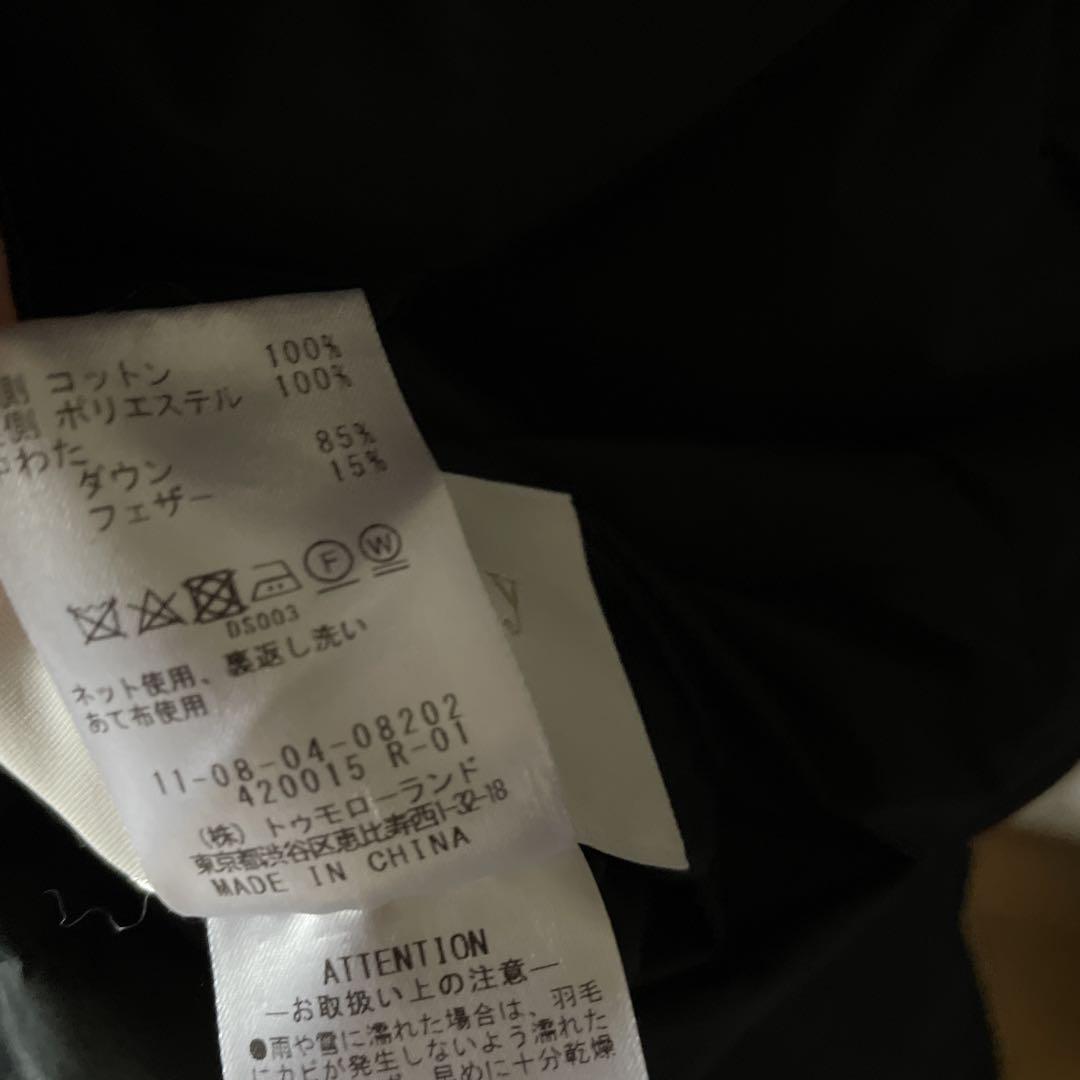 側 コットン 100%
側 ポリエステル 100%
わた
ダウン 85%
フェザー 15%
F W
DS003
ネット使用、裏返し洗い
あて布使用
11-08-04-08202
420015 R-01
(株) トゥモローランド
東京都渋谷区恵比寿西1-32-18
MADE IN CHINA
ATTENTION
―お取扱い上の注意―
●雨や雪に濡れた場合は、羽毛
にカビが発生しないよう濡れた
早めに十分乾燥